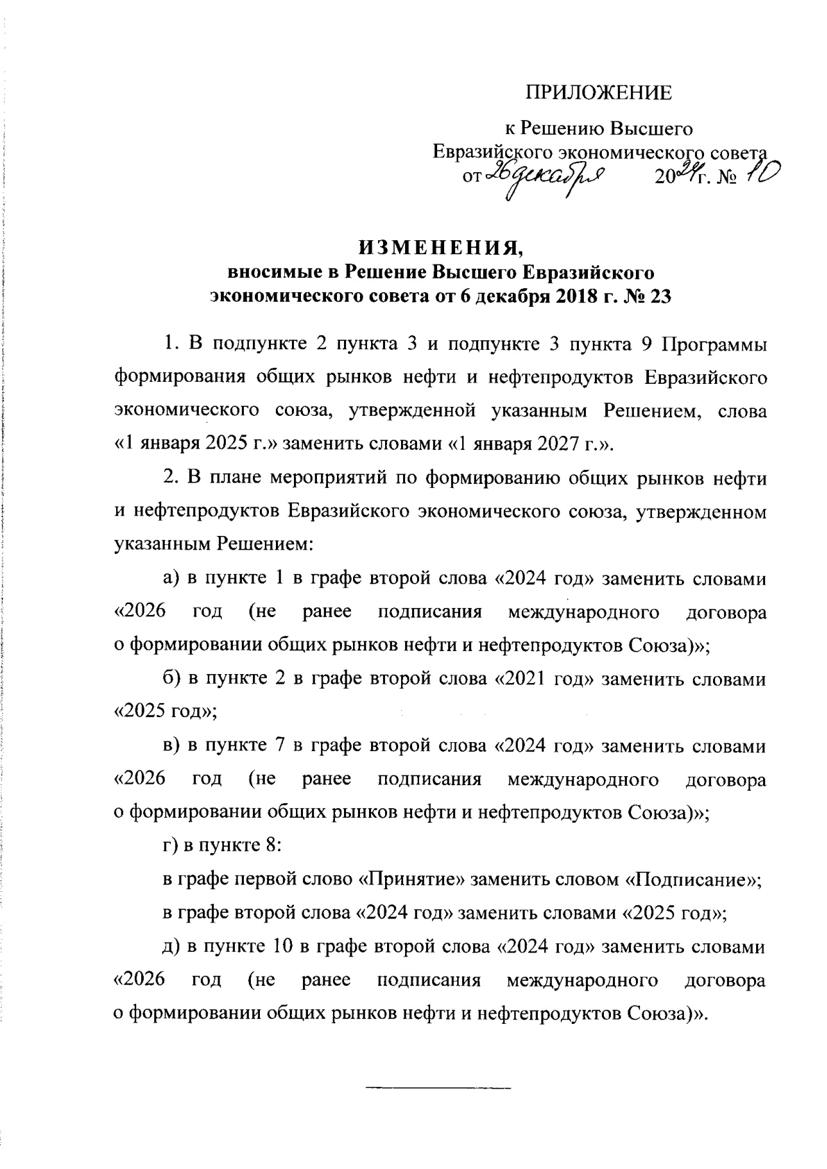 ПРИЛОЖЕНИЕ
к Решению Высшего
Евразийского экономического совета
от 26 декабря 2024 г. № 10
ИЗМЕНЕНИЯ,
вносимые в Решение Высшего Евразийского
экономического совета от 6 декабря 2018 г. № 23
1. В подпункте 2 пункта 3 и подпункте 3 пункта 9 Программы
формирования общих рынков нефти и нефтепродуктов Евразийского
экономического союза, утвержденной указанным Решением, слова
«1 января 2025 г.» заменить словами «1 января 2027 г.».
2. В плане мероприятий по формированию общих рынков нефти
и нефтепродуктов Евразийского экономического союза, утвержденном
указанным Решением:
а) в пункте 1 в графе второй слова «2024 год» заменить словами
«2026 год (не ранее подписания международного договора
о формировании общих рынков нефти и нефтепродуктов Союза)»;
б) в пункте 2 в графе второй слова «2021 год» заменить словами
«2025 год»;
в) в пункте 7 в графе второй слова «2024 год» заменить словами
«2026 год (не ранее подписания международного договора
о формировании общих рынков нефти и нефтепродуктов Союза)»;
г) в пункте 8:
в графе первой слово «Принятие» заменить словом «Подписание»;
в графе второй слова «2024 год» заменить словами «2025 год»;
д) в пункте 10 в графе второй слова «2024 год» заменить словами
«2026 год (не ранее подписания международного договора
о формировании общих рынков нефти и нефтепродуктов Союза)».